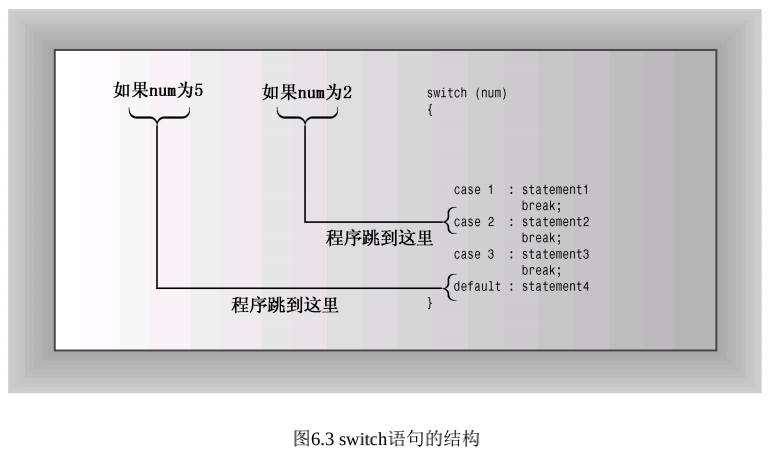 如果num为5 如果num为2 switch (num)
{
case 1 : statement1
break;
case 2 : statement2
程序跳到这里 break;
case 3 : statement3
break;
default : statement4
程序跳到这里 }
图6.3 switch语句的结构